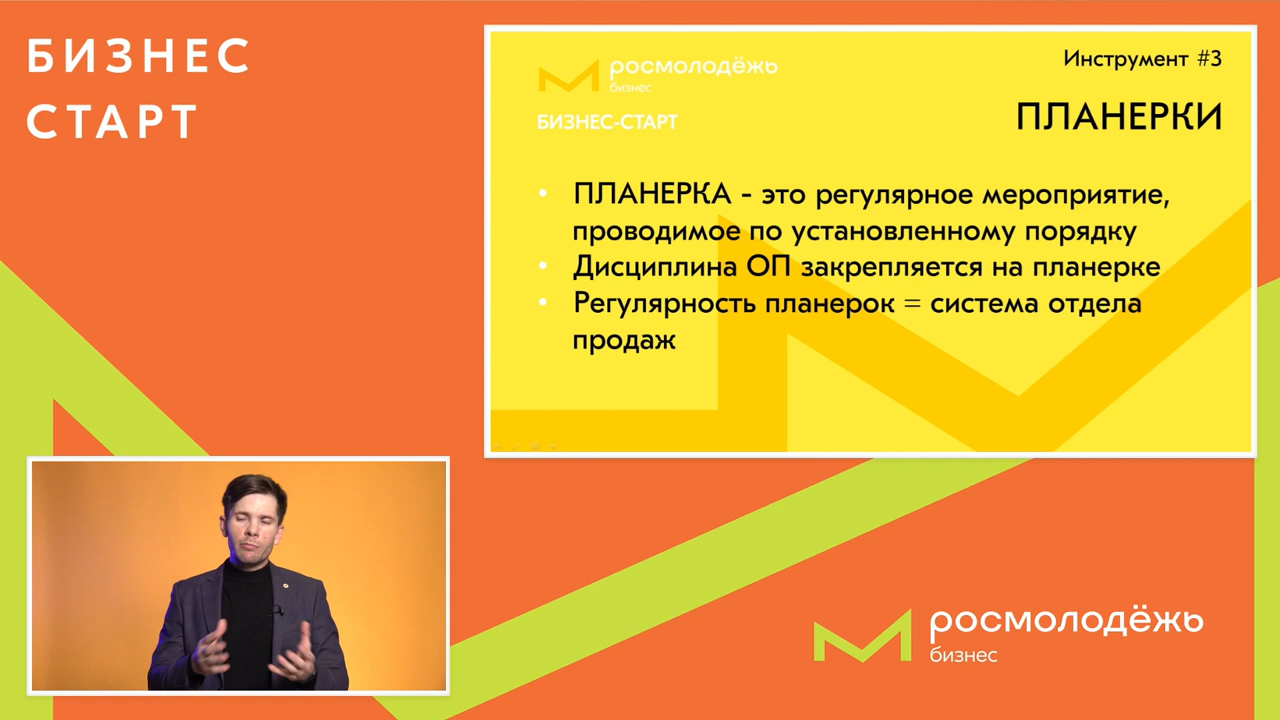 БИЗНЕС
СТАРТ
росмолодёжь
бизнес
БИЗНЕС-СТАРТ
Инструмент #3
ПЛАНЕРКИ
• ПЛАНЕРКА - это регулярное мероприятие,
проводимое по установленному порядку
• Дисциплина ОП закрепляется на планерке
• Регулярность планерок = система отдела
продаж
росмолодёжь
бизнес